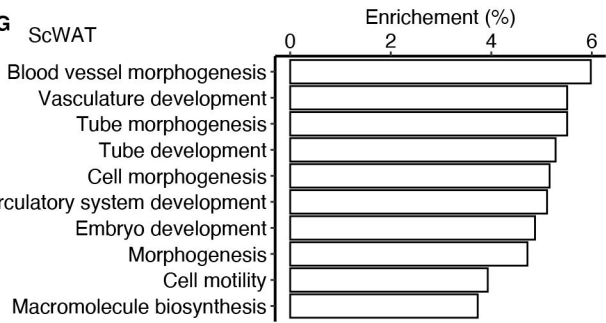 G
ScWAT
Enrichement (%)
0 2 4 6
Blood vessel morphogenesis
Vasculature development
Tube morphogenesis
Tube development
Cell morphogenesis
rculatory system development
Embryo development
Morphogenesis
Cell motility
Macromolecule biosynthesis